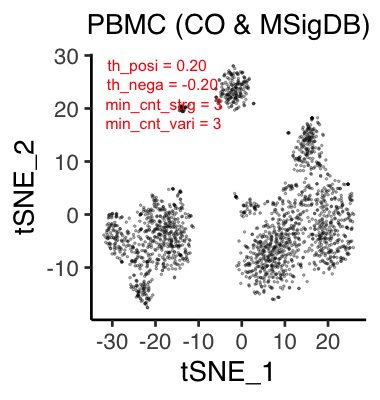 PBMC (CO & MSigDB)
th_posi = 0.20
th_nega = -0.20
min_cnt_strg = 3
min_cnt_vari = 3
30
20
10
0
-10
tSNE_2
-30 -20 -10 0 10 20
tSNE_1